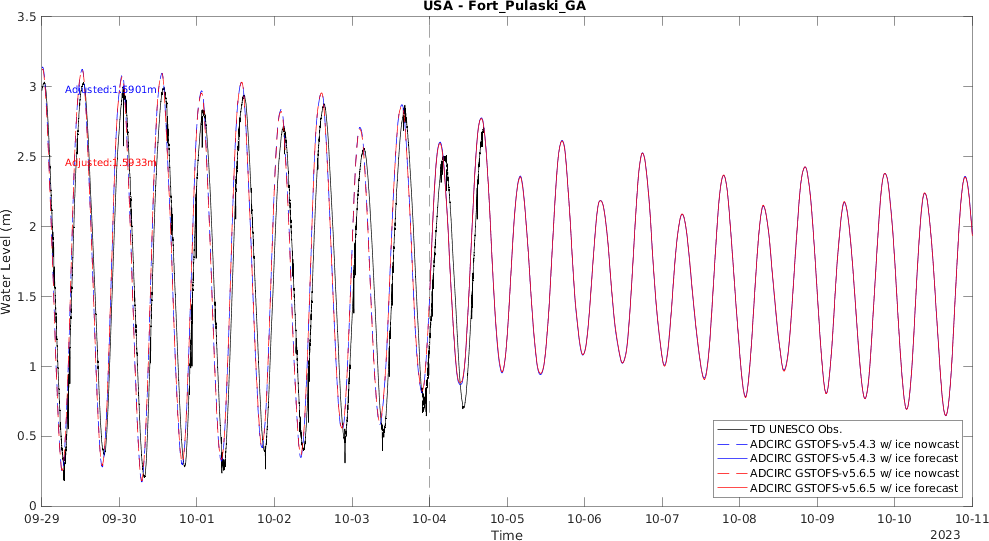 USA - Fort_Pulaski_GA
3.5
3
2.5
2
1.5
1
0.5
0
Water Level (m)
Adjusted:1.5901m
Adjusted:1.5933m
TD UNESCO Obs.
ADCIRC GSTOFS-v5.4.3 w/ ice nowcast
ADCIRC GSTOFS-v5.4.3 w/ ice forecast
ADCIRC GSTOFS-v5.6.5 w/ ice nowcast
ADCIRC GSTOFS-v5.6.5 w/ ice forecast
09-29 09-30 10-01 10-02 10-03 10-04 10-05 10-06 10-07 10-08 10-09 10-10 10-11
Time
2023